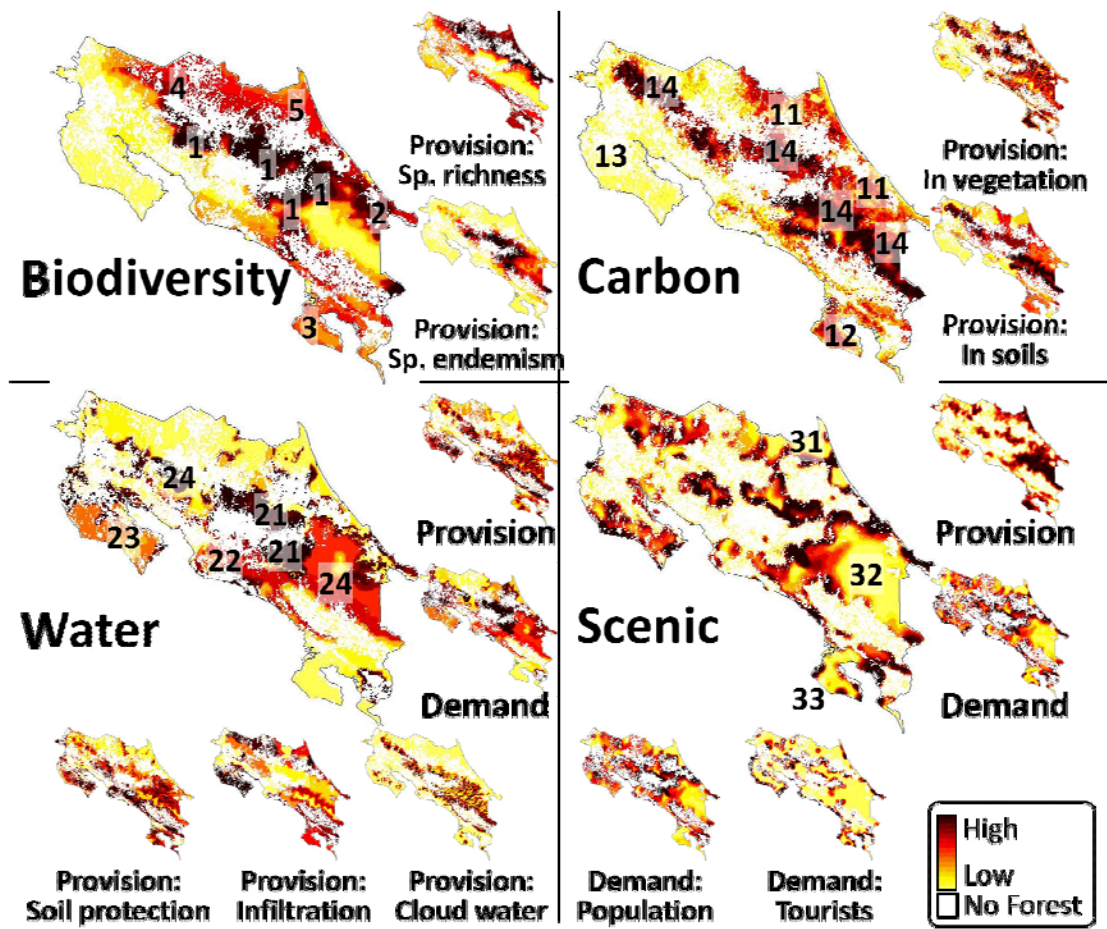 4
5
1
1
1
1
2
3
Biodiversity
Provision:
Sp. richness
Provision:
Sp. endemism
14
11
13
14
11
14
14
12
Carbon
Provision:
In vegetation
Provision:
In soils
24
21
23
22
21
24
Water
Provision
Demand
Provision:
Soil protection
Provision:
Infiltration
Provision:
Cloud water
31
32
33
Scenic
Provision
Demand
Demand:
Population
Demand:
Tourists
High
Low
No Forest